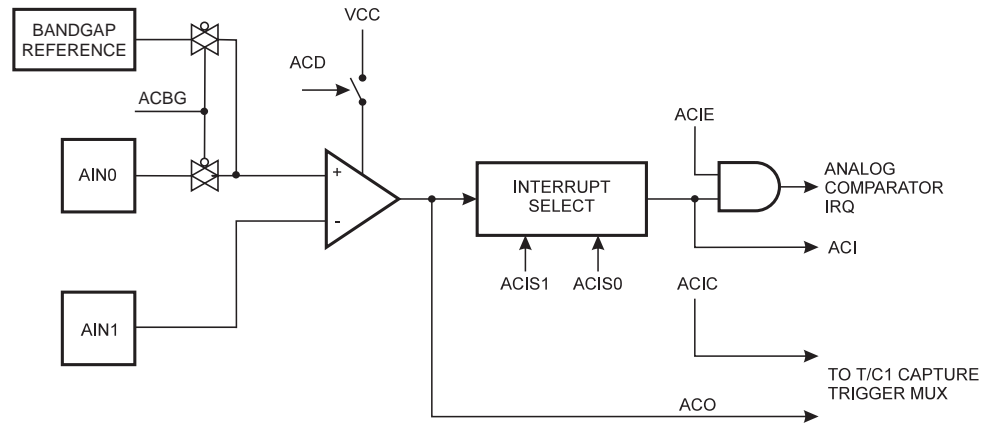 BANDGAP
REFERENCE
VCC
ACD
ACBG
ACIE
AIN0
+
-
INTERRUPT
SELECT
ANALOG
COMPARATOR
IRQ
ACI
ACIS1
ACIS0
ACIC
AIN1
TO T/C1 CAPTURE
TRIGGER MUX
ACO